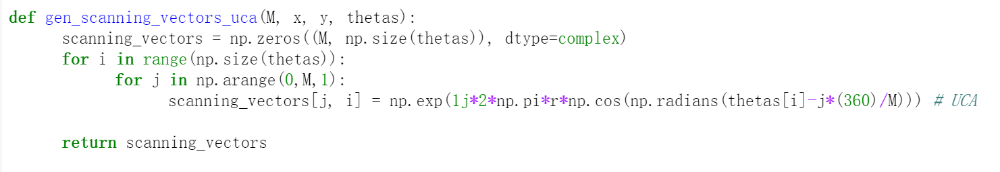 def gen_scanning_vectors_uca(M, x, y, thetas):
scanning_vectors = np.zeros((M, np.size(thetas)), dtype=complex)
for i in range(np.size(thetas)):
for j in np.arange(0,M,1):
scanning_vectors[j, i] = np.exp(1j*2*np.pi*r*np.cos(np.radians(thetas[i]-j*(360)/M))) # UCA
return scanning_vectors